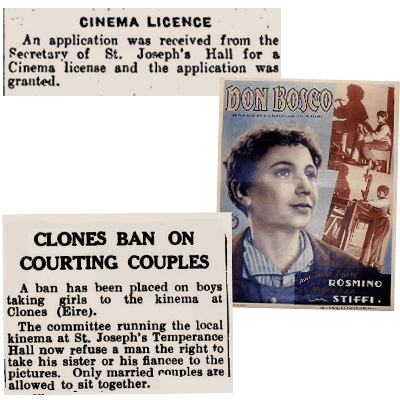 CINEMA LICENCE
An application was received from the
Secretary of St. Joseph's Hall for a
Cinema license and the application was
granted.
DON BOSCO
ROSMINO
STIFFI.
CLONES BAN ON
COURTING COUPLES
A ban has been placed on boys
taking girls to the kinema at
Clones (Eire).
The committee running the local
kinema at St. Joseph's Temperance
Hall now refuse a man the right to
take his sister or his fiancee to the
pictures. Only married couples are
allowed to sit together.